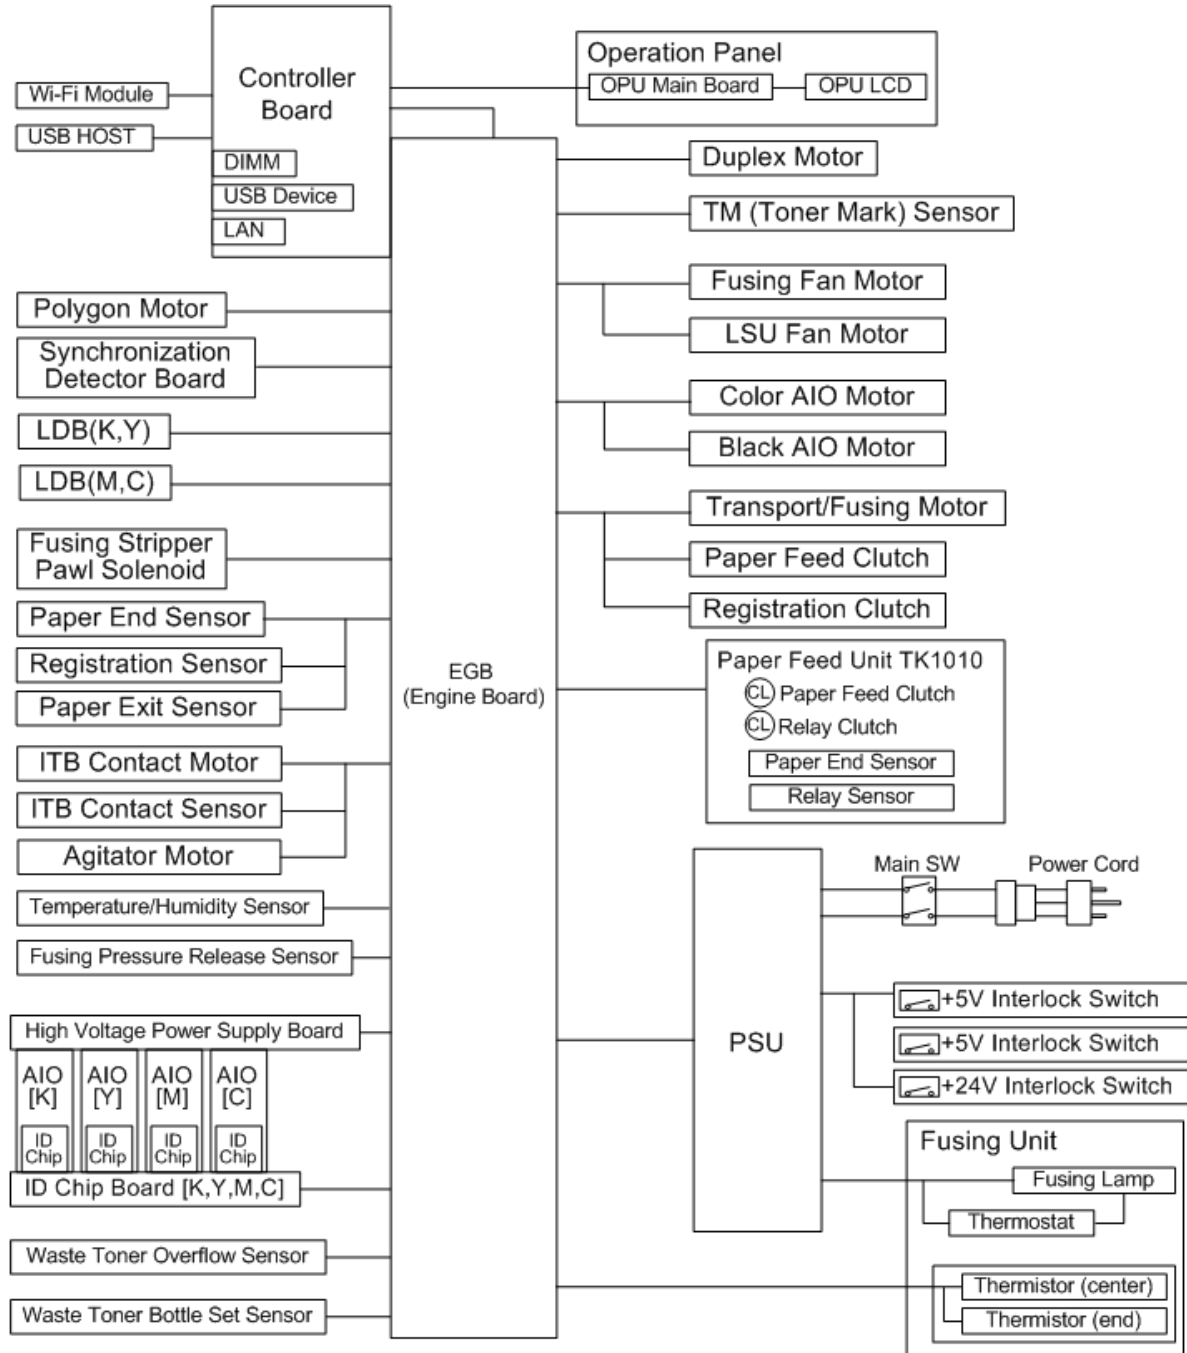 Controller
Board
Wi-Fi Module
USB HOST
DIMM
USB Device
LAN
Operation Panel
OPU Main Board
OPU LCD
Duplex Motor
TM (Toner Mark) Sensor
Fusing Fan Motor
LSU Fan Motor
Color AIO Motor
Black AIO Motor
Transport/Fusing Motor
Paper Feed Clutch
Registration Clutch
Polygon Motor
Synchronization
Detector Board
LDB(K,Y)
LDB(M,C)
Fusing Stripper
Pawl Solenoid
Paper End Sensor
Registration Sensor
Paper Exit Sensor
ITB Contact Motor
ITB Contact Sensor
Agitator Motor
Temperature/Humidity Sensor
Fusing Pressure Release Sensor
High Voltage Power Supply Board
AIO
[K]
ID
Chip
AIO
[Y]
ID
Chip
AIO
[M]
ID
Chip
AIO
[C]
ID
Chip
ID Chip Board [K,Y,M,C]
Waste Toner Overflow Sensor
Waste Toner Bottle Set Sensor
EGB
(Engine Board)
Paper Feed Unit TK1010
CL Paper Feed Clutch
CL Relay Clutch
Paper End Sensor
Relay Sensor
PSU
Main SW
Power Cord
+5V Interlock Switch
+5V Interlock Switch
+24V Interlock Switch
Fusing Unit
Fusing Lamp
Thermostat
Thermistor (center)
Thermistor (end)